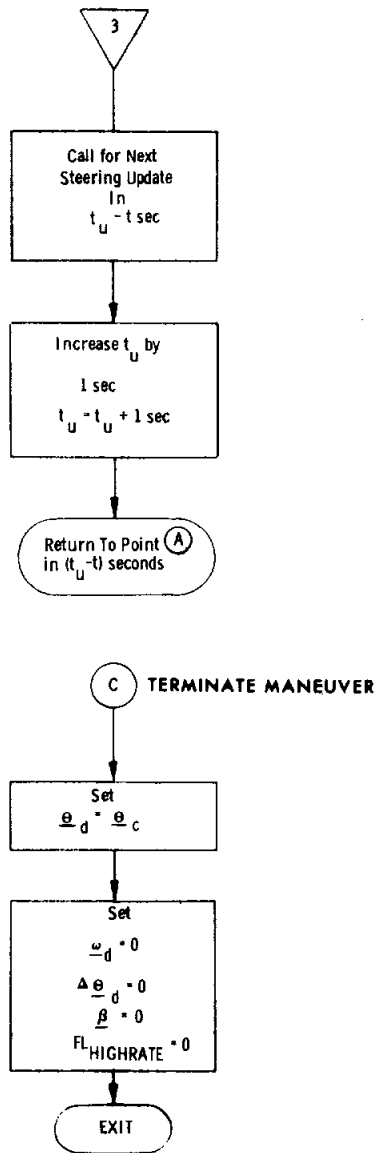 3
Call for Next
Steering Update
In
t_u - t sec
Increase t_u by
1 sec
t_u = t_u + 1 sec
Return To Point A
in (t_u-t) seconds
C TERMINATE MANEUVER
Set
θ_d = θ_c
Set
ω_d = 0
Δθ_d = 0
β = 0
FL_HIGHRATE = 0
EXIT